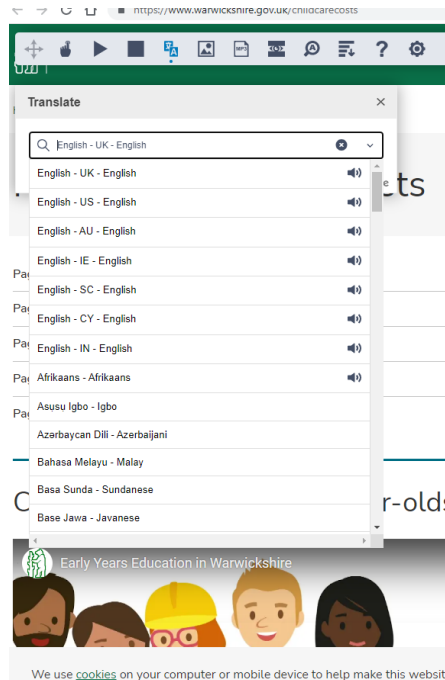 https://www.warwickshire.gov.uk/childcarecosts
MP3
?
Translate
English - UK - English
English - UK - English
English - US - English
English - AU - English
English - IE - English
English - SC - English
English - CY - English
English - IN - English
Afrikaans - Afrikaans
Asụsụ Igbo - Igbo
Azərbaycan Dili - Azerbaijani
Bahasa Melayu - Malay
Basa Sunda - Sundanese
Base Jawa - Javanese
ts
Pa
Pa
Pa
Pa
Pa
C
r-olds
Early Years Education in Warwickshire
We use cookies on your computer or mobile device to help make this websit